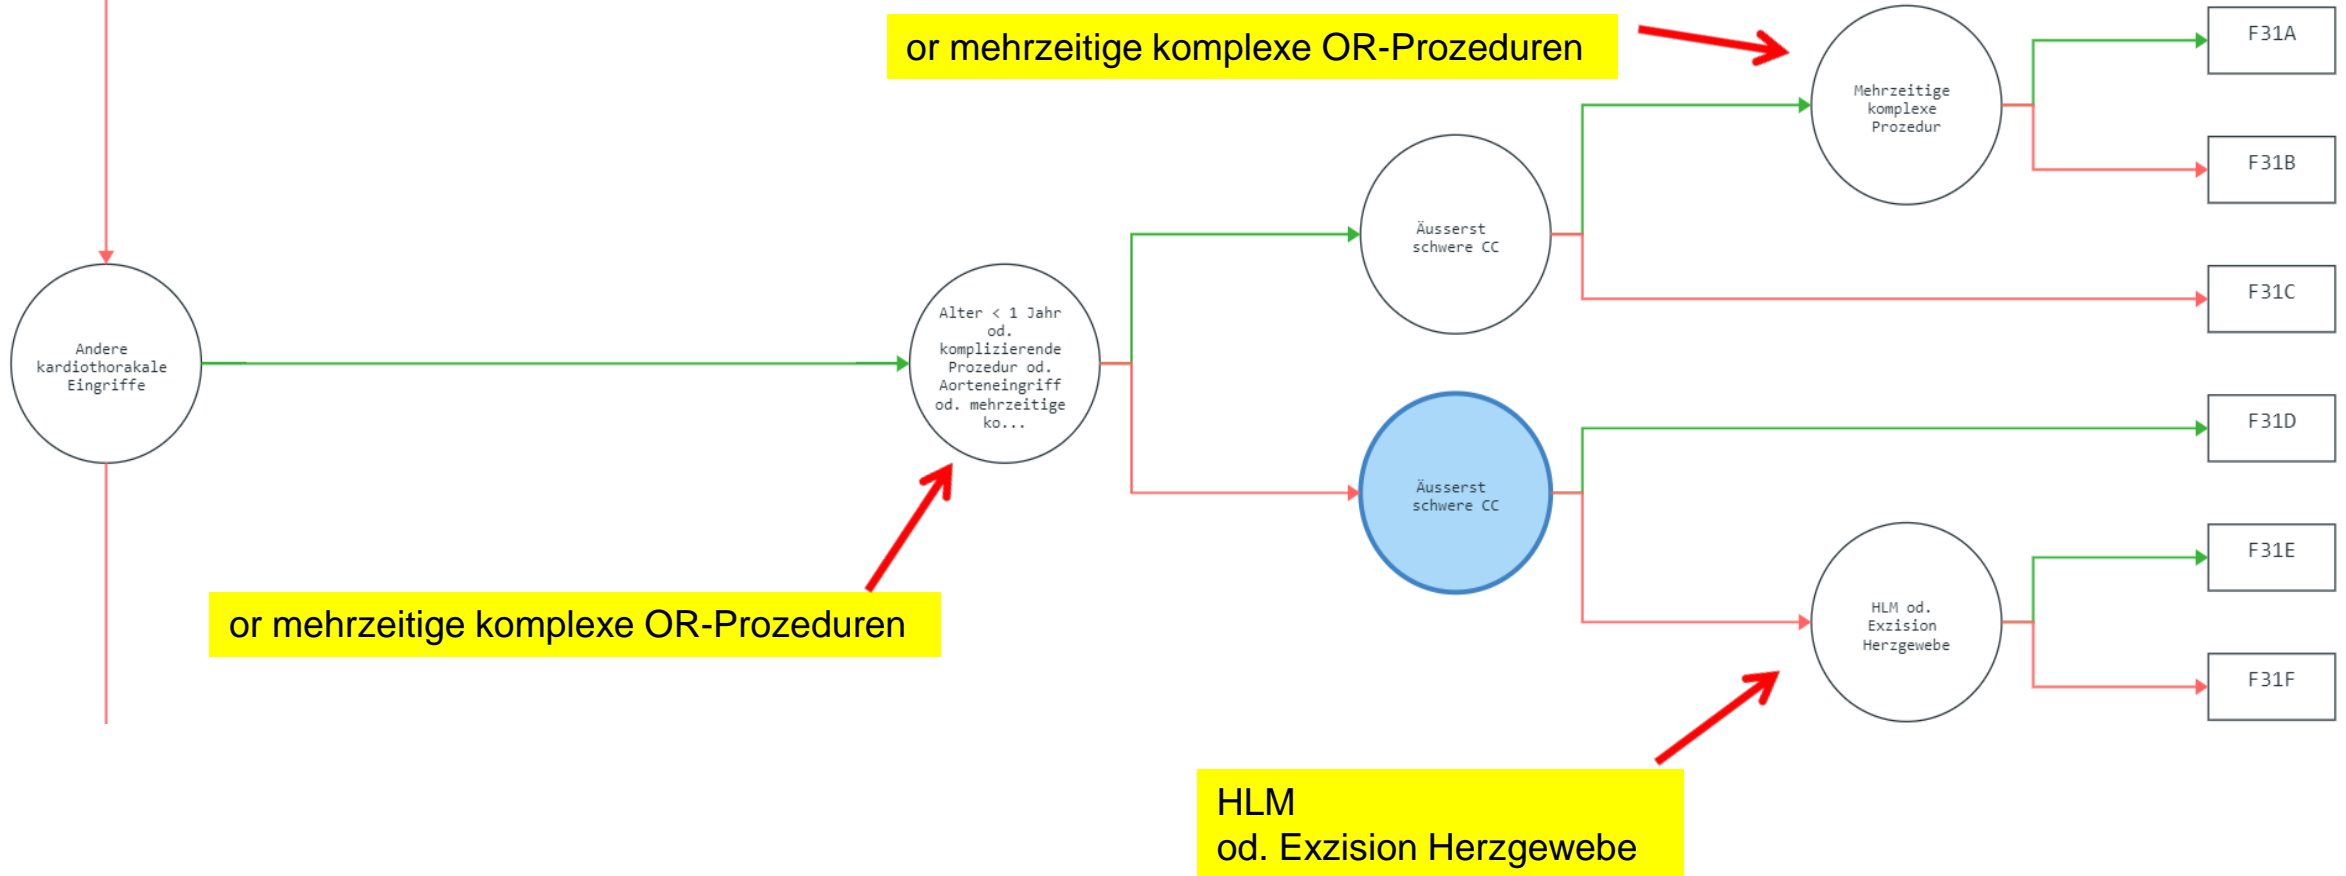 or mehrzeitige komplexe OR-Prozeduren
F31A
Mehrzeitige
komplexe
Prozedur
F31B
Äusserst
schwere CC
F31C
Andere
kardiothorakale
Eingriffe
Alter < 1 Jahr
od.
komplizierende
Prozedur od.
Aorteneingriff
od. mehrzeitige
ko...
F31D
Äusserst
schwere CC
F31E
or mehrzeitige komplexe OR-Prozeduren
HLM od.
Exzision
Herzgewebe
F31F
HLM
od. Exzision Herzgewebe